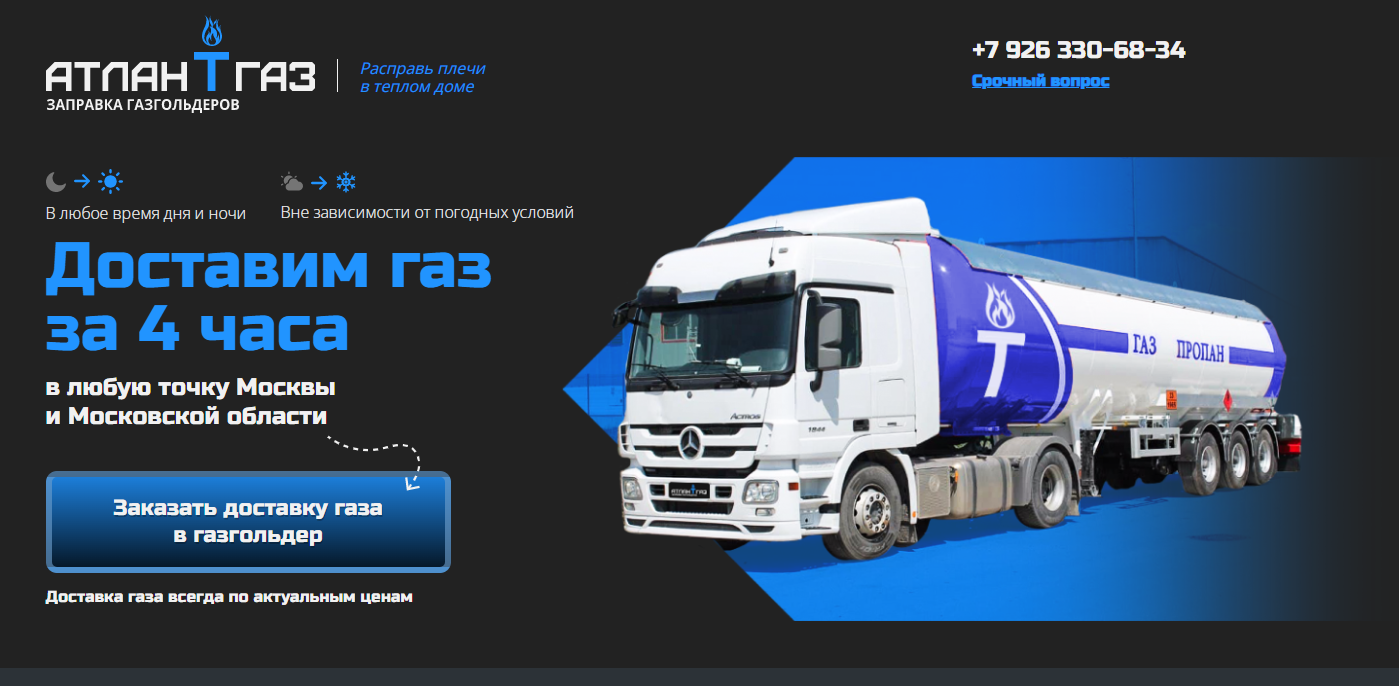 АТЛАНТГАЗ
ЗАПРАВКА ГАЗГОЛЬДЕРОВ
Расправь плечи
в теплом доме
+7 926 330-68-34
Срочный вопрос
В любое время дня и ночи
Вне зависимости от погодных условий
Доставим газ
за 4 часа
в любую точку Москвы
и Московской области
Заказать доставку газа
в газгольдер
Доставка газа всегда по актуальным ценам
Т
ГАЗ ПРОПАН
ACTROS
1844
АТЛАНТГАЗ